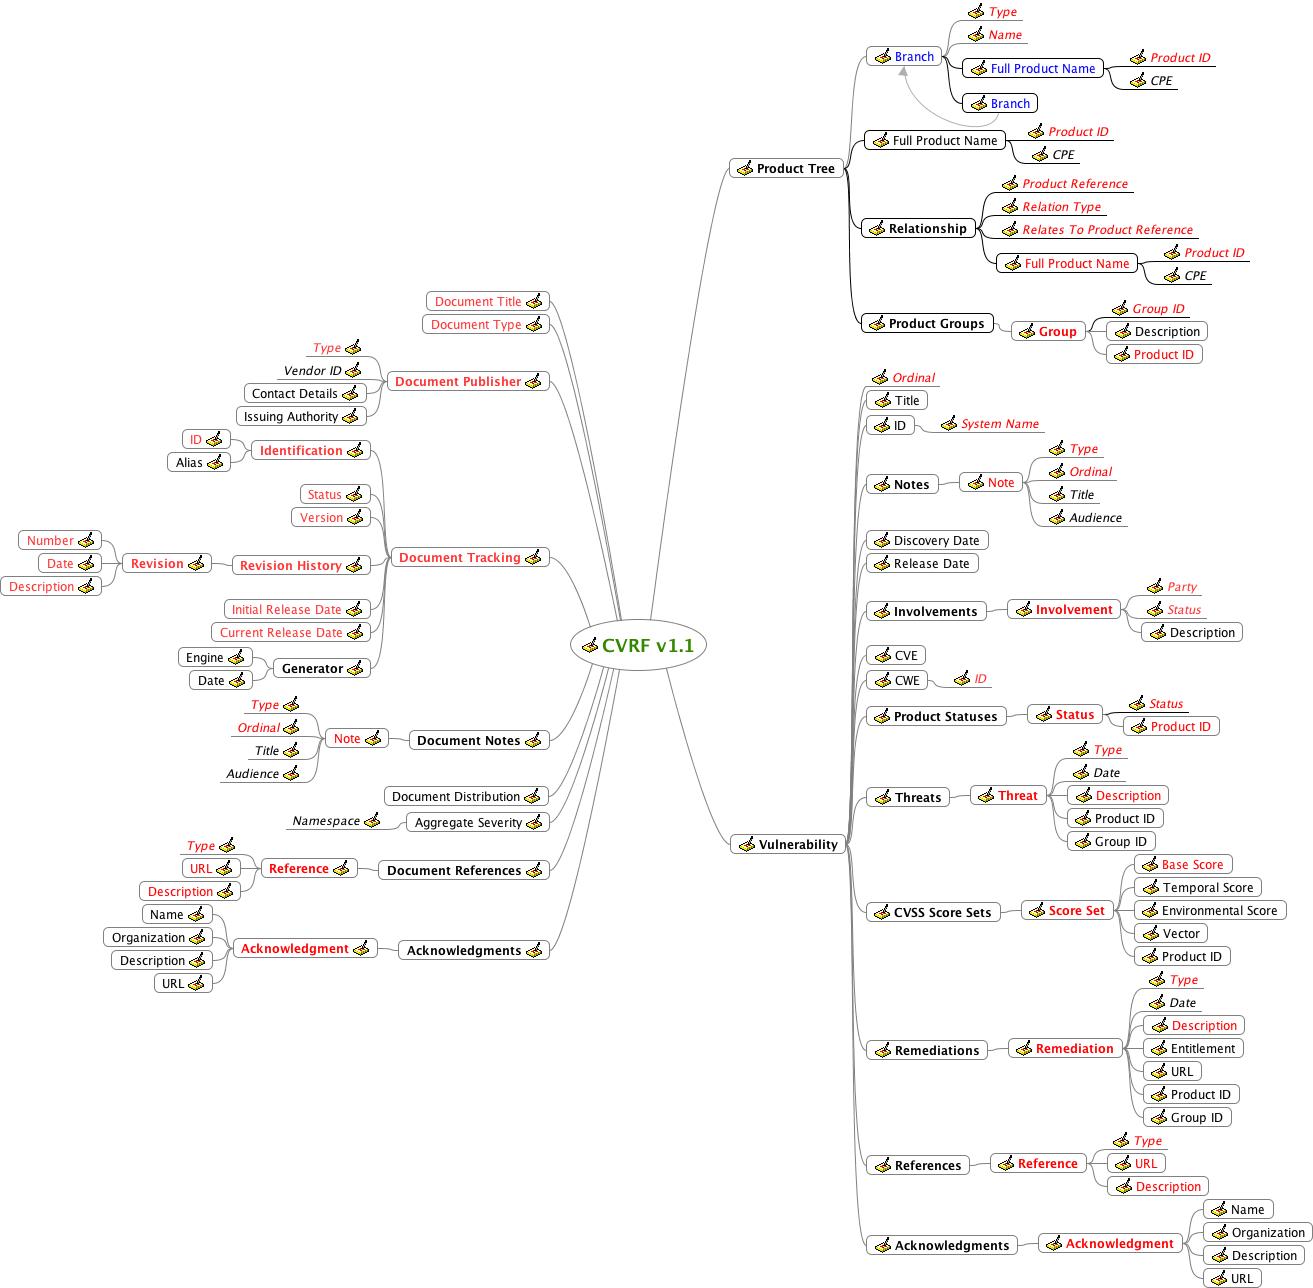 CVRF v1.1
Document Title
Document Type
Document Publisher
Type
Vendor ID
Contact Details
Issuing Authority
Document Tracking
Identification
ID
Alias
Status
Version
Revision History
Revision
Number
Date
Description
Initial Release Date
Current Release Date
Generator
Engine
Date
Document Notes
Note
Type
Ordinal
Title
Audience
Document Distribution
Aggregate Severity
Namespace
Document References
Reference
Type
URL
Description
Acknowledgments
Acknowledgment
Name
Organization
Description
URL
Product Tree
Branch
Type
Name
Full Product Name
Product ID
CPE
Branch
Full Product Name
Product ID
CPE
Relationship
Product Reference
Relation Type
Relates To Product Reference
Full Product Name
Product ID
CPE
Product Groups
Group
Group ID
Description
Product ID
Vulnerability
Ordinal
Title
ID
System Name
Notes
Note
Type
Ordinal
Title
Audience
Discovery Date
Release Date
Involvements
Involvement
Party
Status
Description
CVE
CWE
ID
Product Statuses
Status
Status
Product ID
Threats
Threat
Type
Date
Description
Product ID
Group ID
CVSS Score Sets
Score Set
Base Score
Temporal Score
Environmental Score
Vector
Product ID
Remediations
Remediation
Type
Date
Description
Entitlement
URL
Product ID
Group ID
References
Reference
Type
URL
Description
Acknowledgments
Acknowledgment
Name
Organization
Description
URL